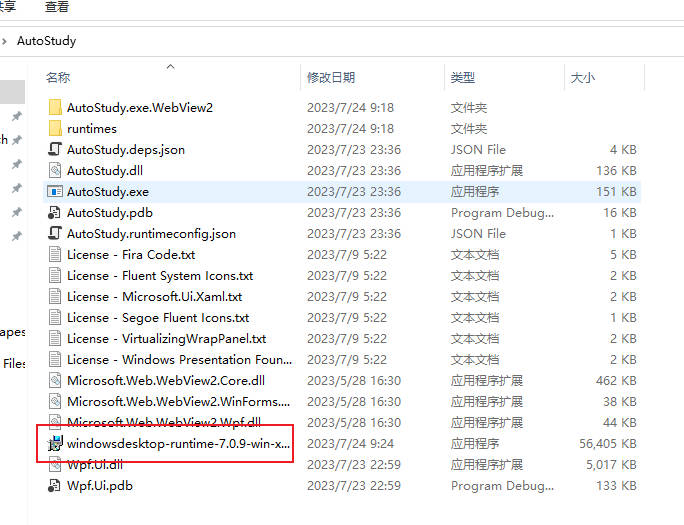 共享 查看
AutoStudy
名称 修改日期 类型 大小
AutoStudy.exe.WebView2 2023/7/24 9:18 文件夹
runtimes 2023/7/24 9:18 文件夹
AutoStudy.deps.json 2023/7/23 23:36 JSON File 4 KB
AutoStudy.dll 2023/7/23 23:36 应用程序扩展 136 KB
AutoStudy.exe 2023/7/23 23:36 应用程序 151 KB
AutoStudy.pdb 2023/7/23 23:36 Program Debug... 16 KB
AutoStudy.runtimeconfig.json 2023/7/23 23:36 JSON File 1 KB
License - Fira Code.txt 2023/7/9 5:22 文本文档 5 KB
License - Fluent System Icons.txt 2023/7/9 5:22 文本文档 2 KB
License - Microsoft.Ui.Xaml.txt 2023/7/9 5:22 文本文档 2 KB
License - Segoe Fluent Icons.txt 2023/7/9 5:22 文本文档 2 KB
License - VirtualizingWrapPanel.txt 2023/7/9 5:22 文本文档 2 KB
License - Windows Presentation Foun... 2023/7/9 5:22 文本文档 2 KB
Microsoft.Web.WebView2.Core.dll 2023/5/28 16:30 应用程序扩展 462 KB
Microsoft.Web.WebView2.WinForms.... 2023/5/28 16:30 应用程序扩展 38 KB
Microsoft.Web.WebView2.Wpf.dll 2023/5/28 16:30 应用程序扩展 44 KB
windowsdesktop-runtime-7.0.9-win-x... 2023/7/24 9:24 应用程序 56,405 KB
Wpf.Ui.dll 2023/7/23 22:59 应用程序扩展 5,017 KB
Wpf.Ui.pdb 2023/7/23 22:59 Program Debug... 133 KB
ch
apes
Files